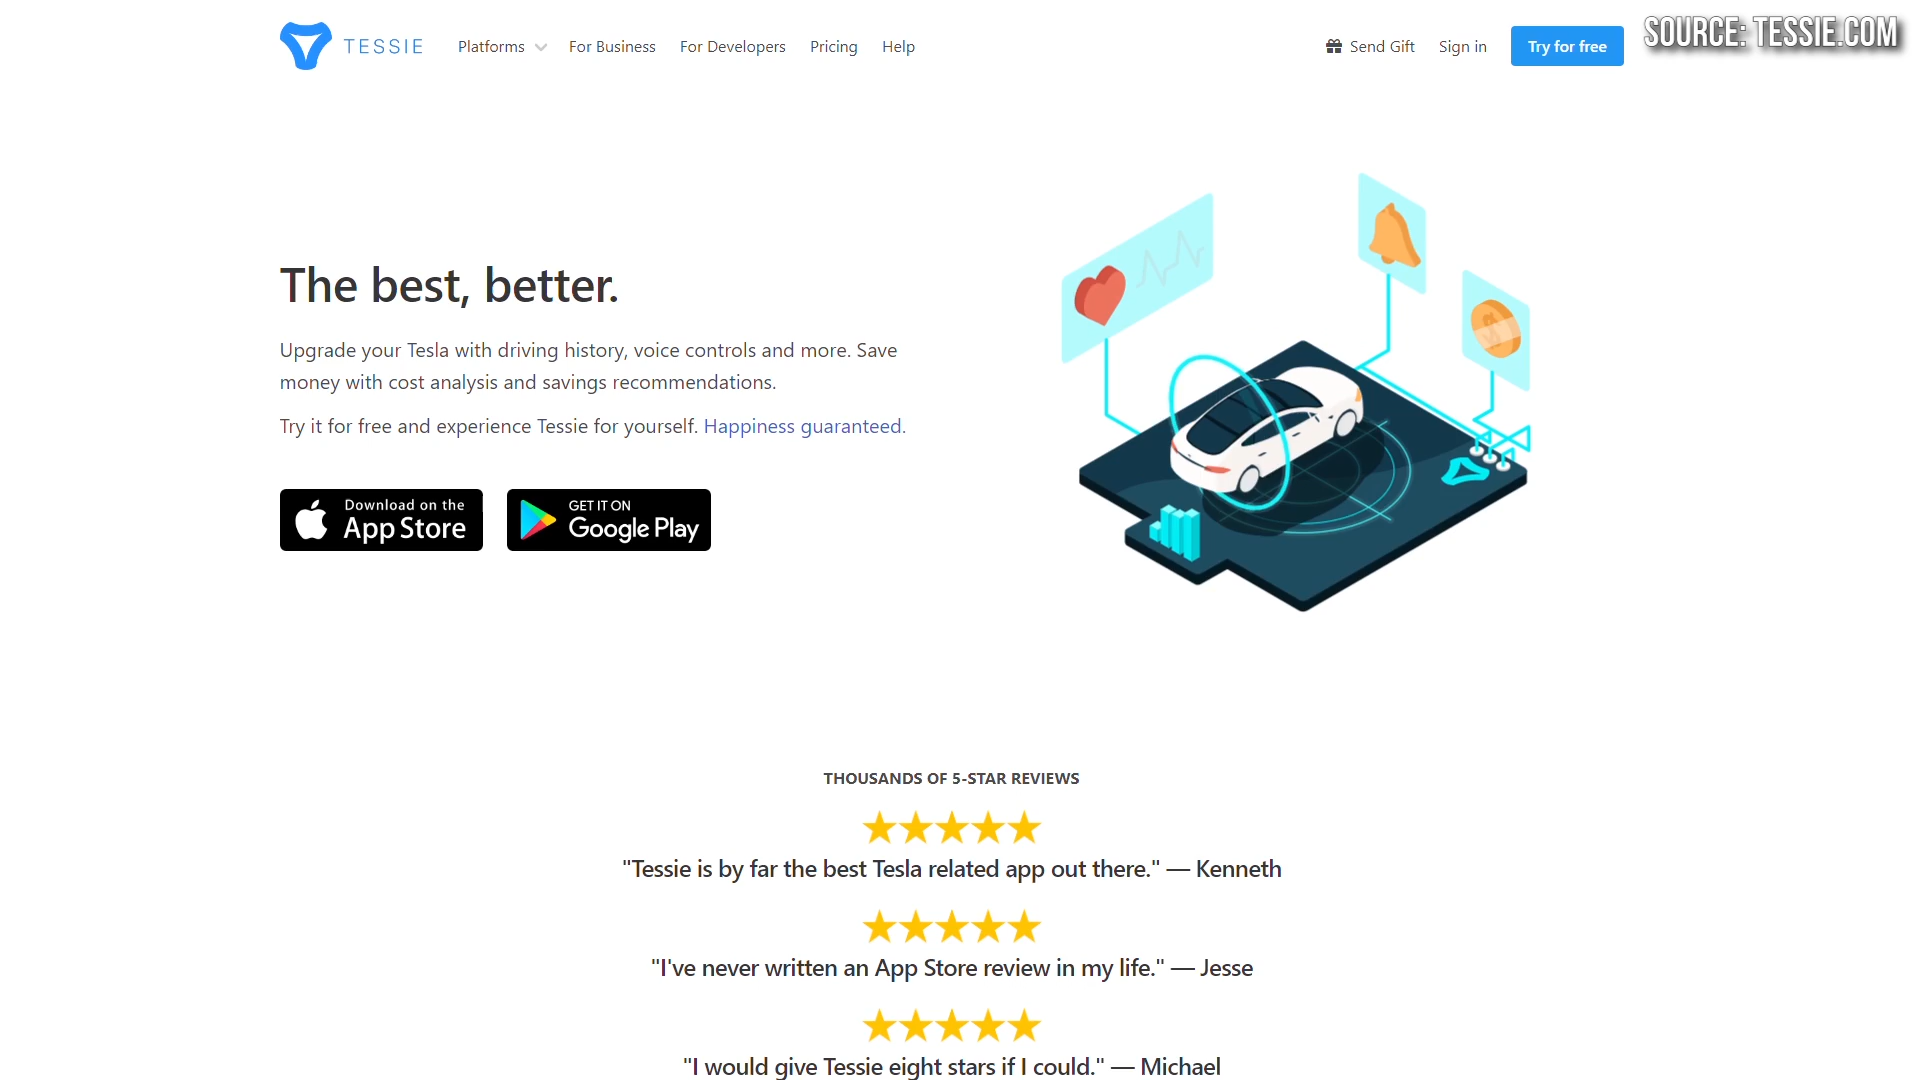 TESSIE
Platforms
For Business
For Developers
Pricing
Help
Send Gift
Sign in
Try for free
SOURCE: TESSIE.COM
The best, better.
Upgrade your Tesla with driving history, voice controls and more. Save
money with cost analysis and savings recommendations.
Try it for free and experience Tessie for yourself. Happiness guaranteed.
Download on the
App Store
GET IT ON
Google Play
THOUSANDS OF 5-STAR REVIEWS
"Tessie is by far the best Tesla related app out there." — Kenneth
"I've never written an App Store review in my life." — Jesse
"I would give Tessie eight stars if I could." — Michael